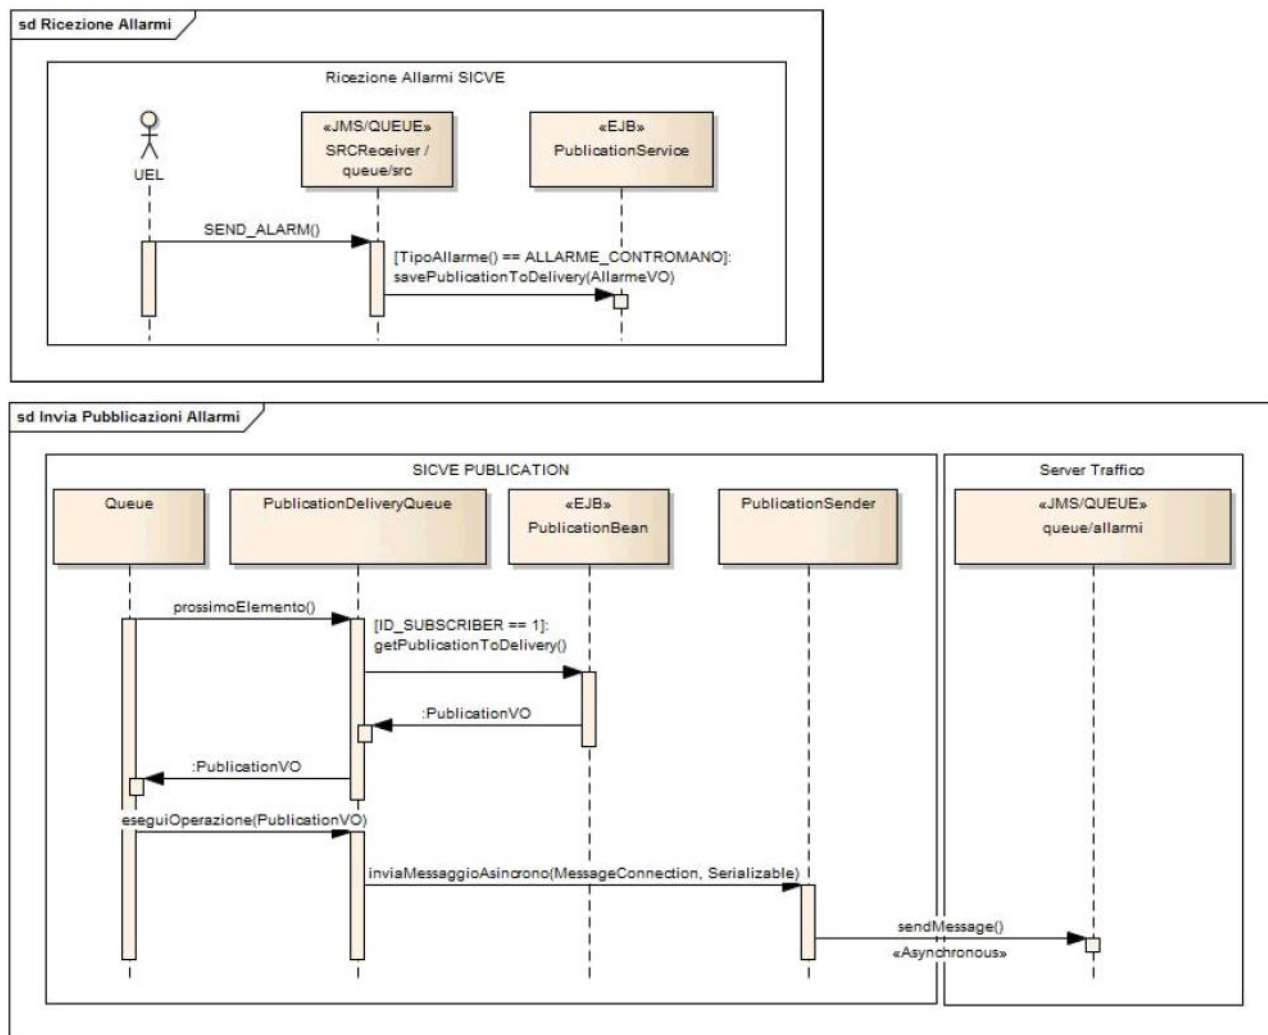 sd Ricezione Allarmi
Ricezione Allarmi SICVE
«JMS/QUEUE»
SRCReceiver /
queue/src
«EJB»
PublicationService
UEL
SEND_ALARM()
[TipoAllarme() == ALLARME_CONTROMANO]:
savePublicationToDelivery(AllarmeVO)
sd Invia Pubblicazioni Allarmi
SICVE PUBLICATION
Server Traffico
Queue
PublicationDeliveryQueue
«EJB»
PublicationBean
PublicationSender
«JMS/QUEUE»
queue/allarmi
prossimoElemento()
[ID_SUBSCRIBER == 1]:
getPublicationToDelivery()
:PublicationVO
:PublicationVO
eseguiOperazione(PublicationVO)
inviaMessaggioAsincrono(MessageConnection, Serializable)
sendMessage()
«Asynchronous»